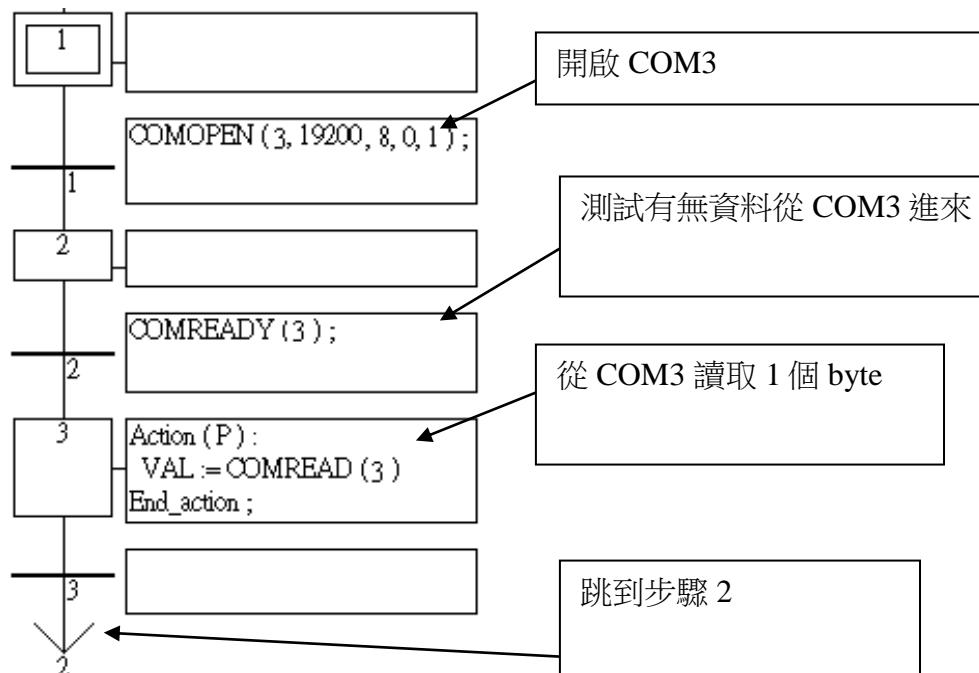 1
開啟 COM3
COMOPEN ( 3, 19200 , 8, 0, 1 ) ;
1
測試有無資料從 COM3 進來
2
COMREADY ( 3 ) ;
2
從 COM3 讀取 1 個 byte
3
Action ( P ) :
VAL := COMREAD ( 3 )
End_action ;
3
跳到步驟 2
2